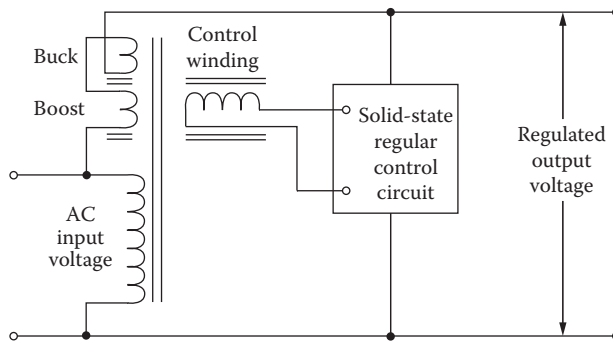 Buck
Boost
Control
winding
AC
input
voltage
Solid-state
regular
control
circuit
Regulated
output
voltage